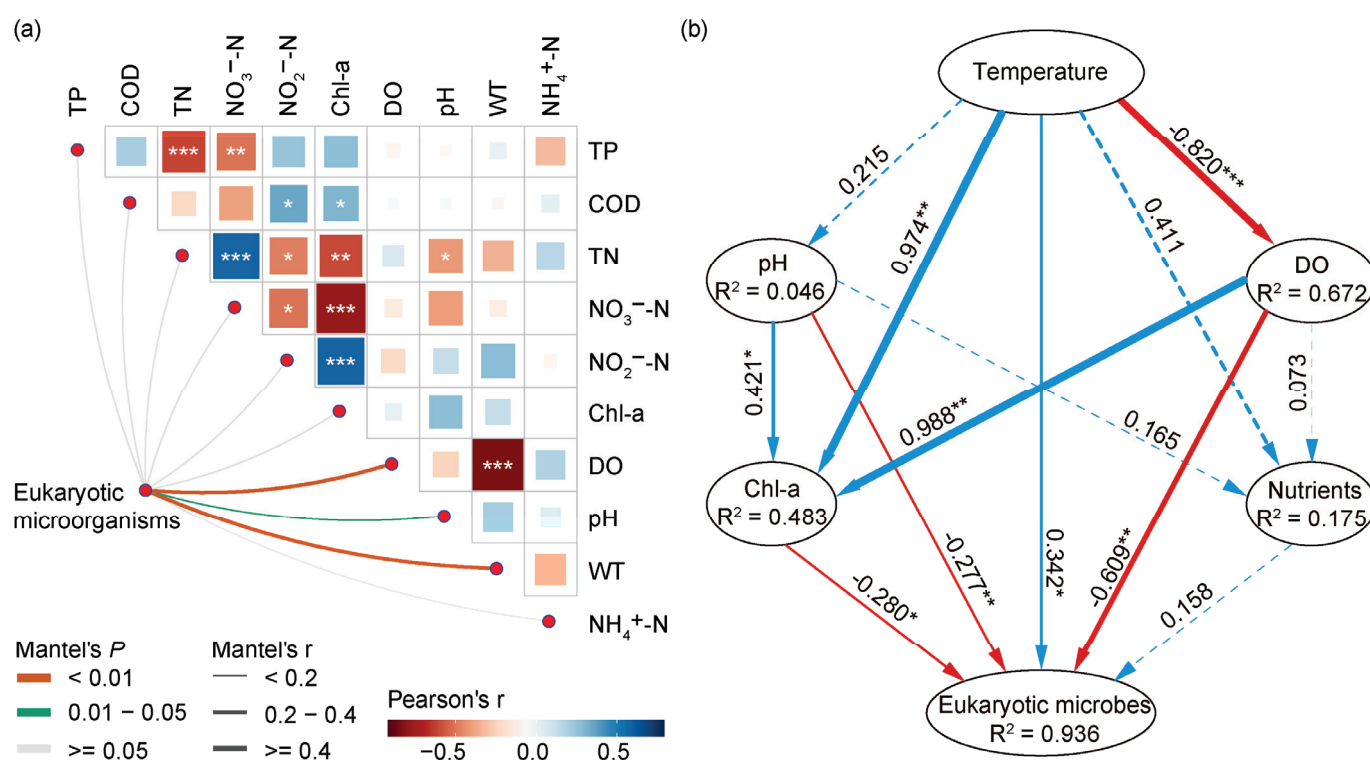 (a)
TP
COD
TN
NO₃⁻-N
NO₂⁻-N
Chl-a
DO
pH
WT
NH₄⁺-N
*** ** TP
* * COD
*** * ** * TN
* *** NO₃⁻-N
*** NO₂⁻-N
Chl-a
*** DO
pH
WT
NH₄⁺-N
Eukaryotic
microorganisms
Mantel's P
< 0.01
0.01 − 0.05
>= 0.05
Mantel's r
< 0.2
0.2 − 0.4
>= 0.4
Pearson's r
−0.5 0.0 0.5
(b)
Temperature
0.215
0.974**
0.342*
0.411
-0.820***
pH
R² = 0.046
DO
R² = 0.672
0.421*
0.988**
0.165
0.073
Chl-a
R² = 0.483
Nutrients
R² = 0.175
-0.280*
-0.277**
-0.609**
0.158
Eukaryotic microbes
R² = 0.936